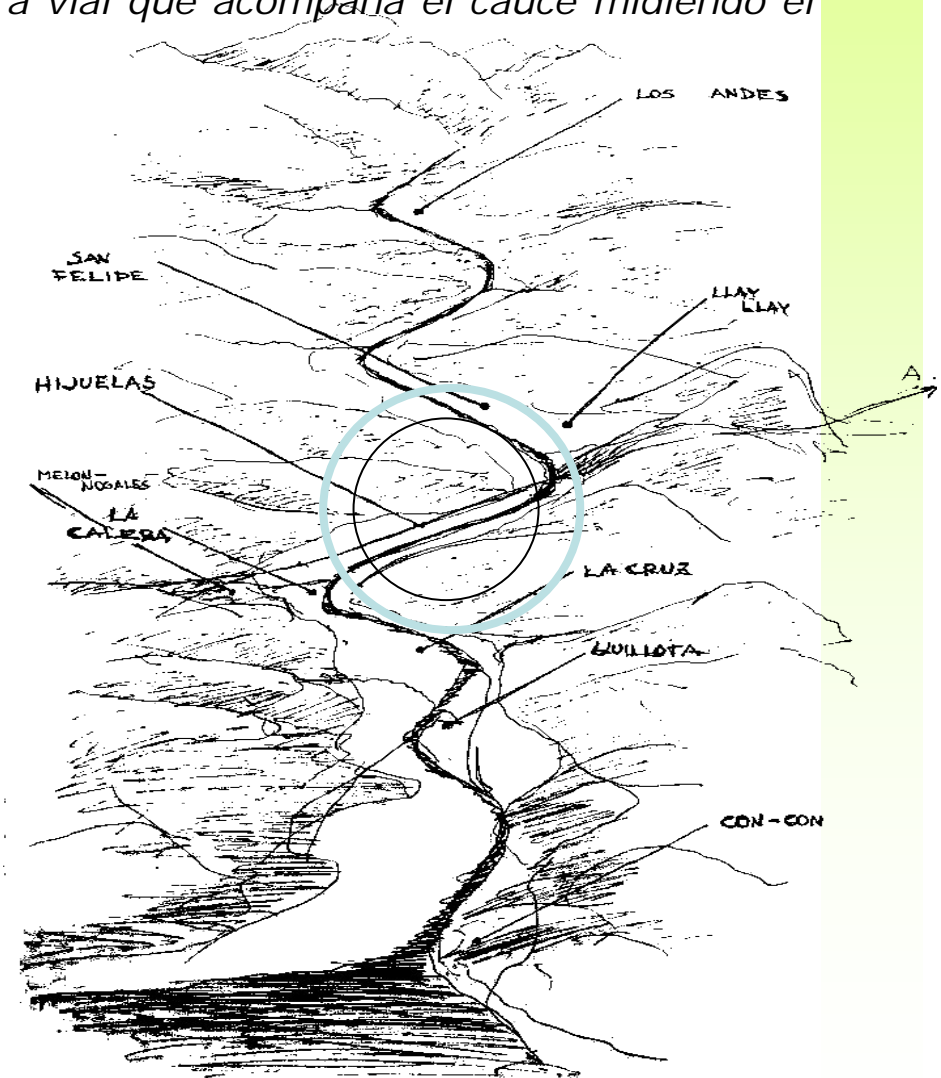 a vial que acompaña el cauce midiendo el
LOS ANDES
SAN
FELIPE
LLAY
LLAY
A.
HIJUELAS
MELON-
NOGALES
LA
CALERA
LA CRUZ
QUILLOTA
CON-CON